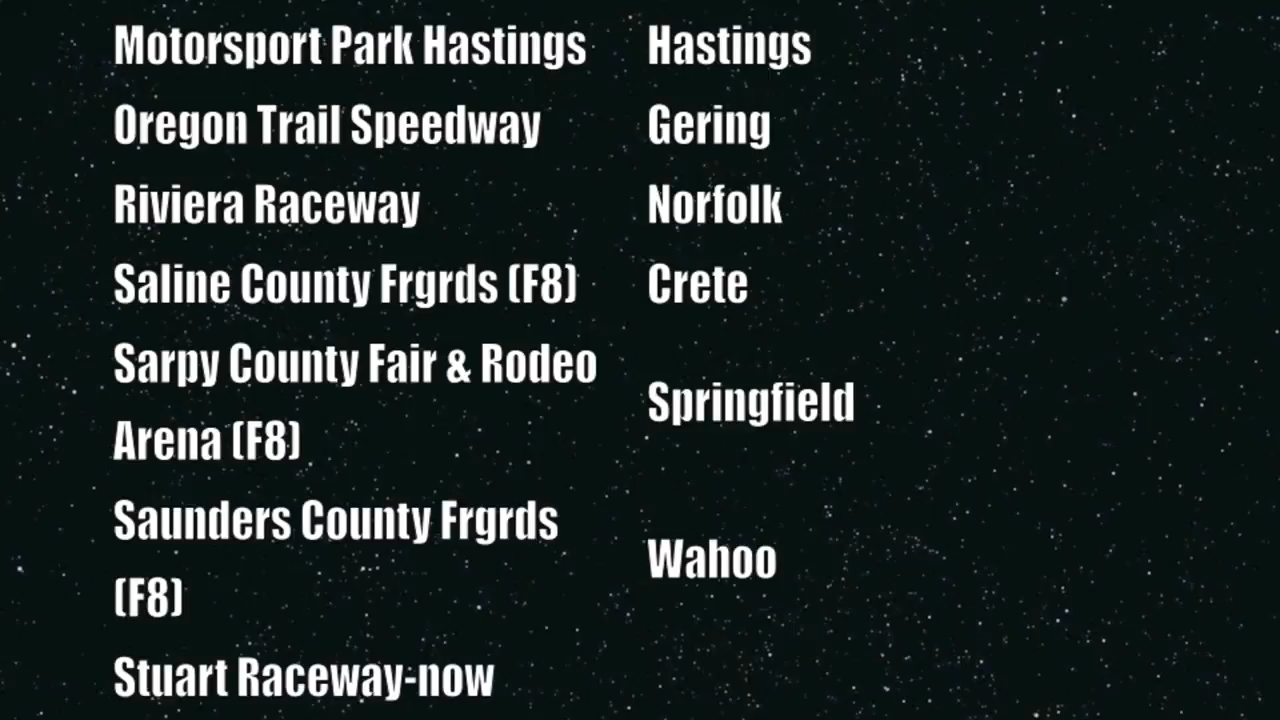 Motorsport Park Hastings Hastings
Oregon Trail Speedway Gering
Riviera Raceway Norfolk
Saline County Frgrds (F8) Crete
Sarpy County Fair & Rodeo
Arena (F8)
Springfield
Saunders County Frgrds
(F8)
Wahoo
Stuart Raceway-now